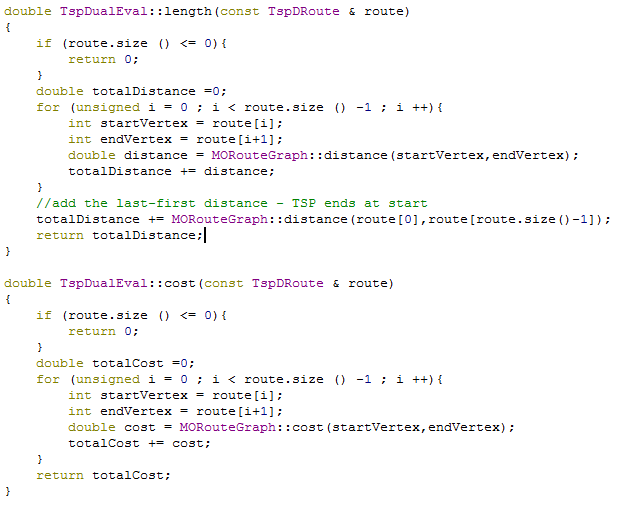 double TspDualEval::length(const TspDRoute & route)
{
    if (route.size () <= 0){
        return 0;
    }
    double totalDistance =0;
    for (unsigned i = 0 ; i < route.size () -1 ; i ++){
        int startVertex = route[i];
        int endVertex = route[i+1];
        double distance = MORouteGraph::distance(startVertex,endVertex);
        totalDistance += distance;
    }
    //add the last-first distance - TSP ends at start
    totalDistance += MORouteGraph::distance(route[0],route[route.size()-1]);
    return totalDistance;
}
double TspDualEval::cost(const TspDRoute & route)
{
    if (route.size () <= 0){
        return 0;
    }
    double totalCost =0;
    for (unsigned i = 0 ; i < route.size () -1 ; i ++){
        int startVertex = route[i];
        int endVertex = route[i+1];
        double cost = MORouteGraph::cost(startVertex,endVertex);
        totalCost += cost;
    }
    return totalCost;
}